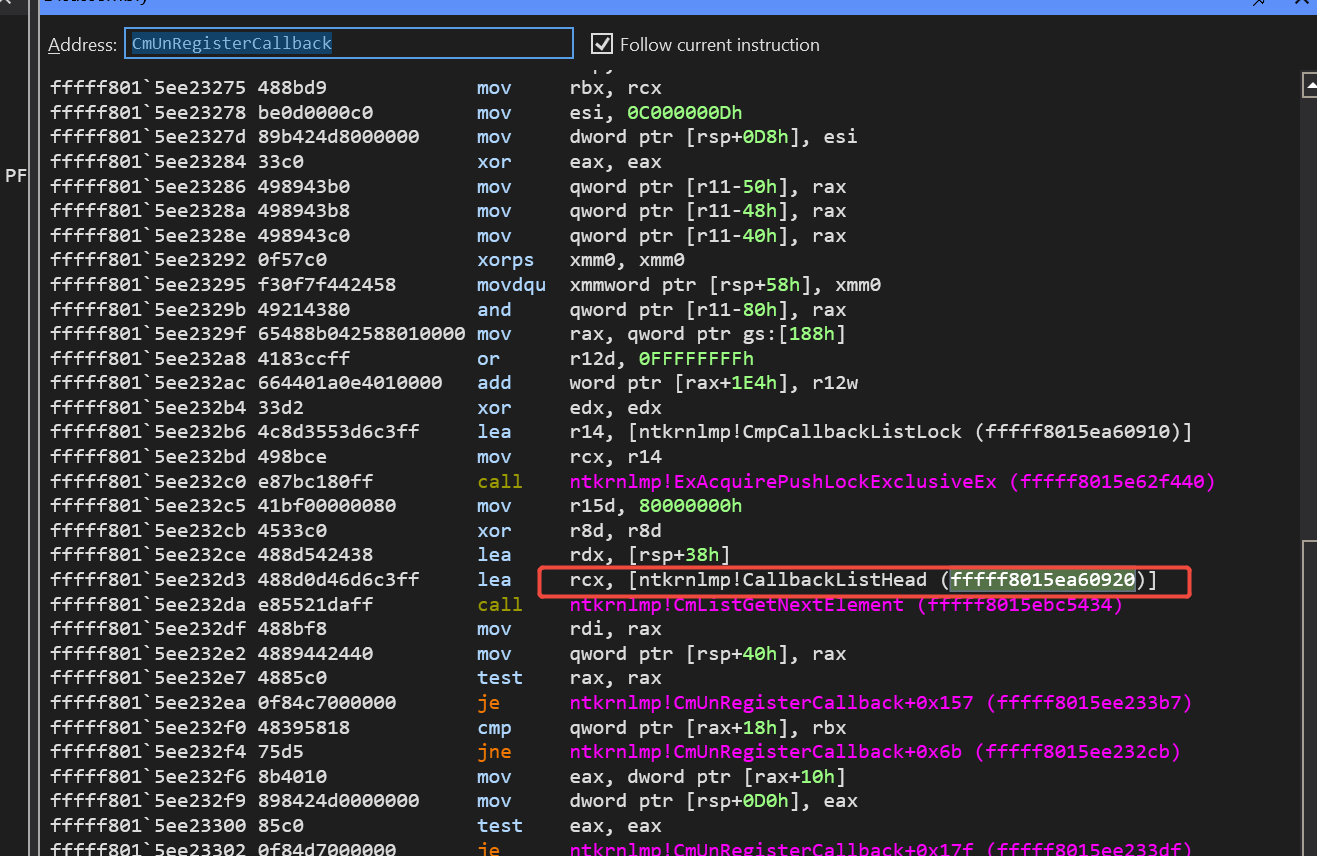 Address: CmUnRegisterCallback Follow current instruction
fffff801`5ee23275 488bd9 mov rbx, rcx
fffff801`5ee23278 be0d0000c0 mov esi, 0C000000Dh
fffff801`5ee2327d 89b424d8000000 mov dword ptr [rsp+0D8h], esi
fffff801`5ee23284 33c0 xor eax, eax
PF
fffff801`5ee23286 498943b0 mov qword ptr [r11-50h], rax
fffff801`5ee2328a 498943b8 mov qword ptr [r11-48h], rax
fffff801`5ee2328e 498943c0 mov qword ptr [r11-40h], rax
fffff801`5ee23292 0f57c0 xorps xmm0, xmm0
fffff801`5ee23295 f30f7f442458 movdqu xmmword ptr [rsp+58h], xmm0
fffff801`5ee2329b 49214380 and qword ptr [r11-80h], rax
fffff801`5ee2329f 65488b042588010000 mov rax, qword ptr gs:[188h]
fffff801`5ee232a8 4183ccff or r12d, 0FFFFFFFFh
fffff801`5ee232ac 664401a0e4010000 add word ptr [rax+1E4h], r12w
fffff801`5ee232b4 33d2 xor edx, edx
fffff801`5ee232b6 4c8d3553d6c3ff lea r14, [ntkrnlmp!CmpCallbackListLock (fffff8015ea60910)]
fffff801`5ee232bd 498bce mov rcx, r14
fffff801`5ee232c0 e87bc180ff call ntkrnlmp!ExAcquirePushLockExclusiveEx (fffff8015e62f440)
fffff801`5ee232c5 41bf00000080 mov r15d, 80000000h
fffff801`5ee232cb 4533c0 xor r8d, r8d
fffff801`5ee232ce 488d542438 lea rdx, [rsp+38h]
fffff801`5ee232d3 488d0d46d6c3ff lea rcx, [ntkrnlmp!CallbackListHead (fffff8015ea60920)]
fffff801`5ee232da e85521daff call ntkrnlmp!CmListGetNextElement (fffff8015ebc5434)
fffff801`5ee232df 488bf8 mov rdi, rax
fffff801`5ee232e2 4889442440 mov qword ptr [rsp+40h], rax
fffff801`5ee232e7 4885c0 test rax, rax
fffff801`5ee232ea 0f84c7000000 je ntkrnlmp!CmUnRegisterCallback+0x157 (fffff8015ee233b7)
fffff801`5ee232f0 48395818 cmp qword ptr [rax+18h], rbx
fffff801`5ee232f4 75d5 jne ntkrnlmp!CmUnRegisterCallback+0x6b (fffff8015ee232cb)
fffff801`5ee232f6 8b4010 mov eax, dword ptr [rax+10h]
fffff801`5ee232f9 898424d0000000 mov dword ptr [rsp+0D0h], eax
fffff801`5ee23300 85c0 test eax, eax
fffff801`5ee23302 0f84d7000000 je ntkrnlmp!CmUnRegisterCallback+0x17f (fffff8015ee233df)